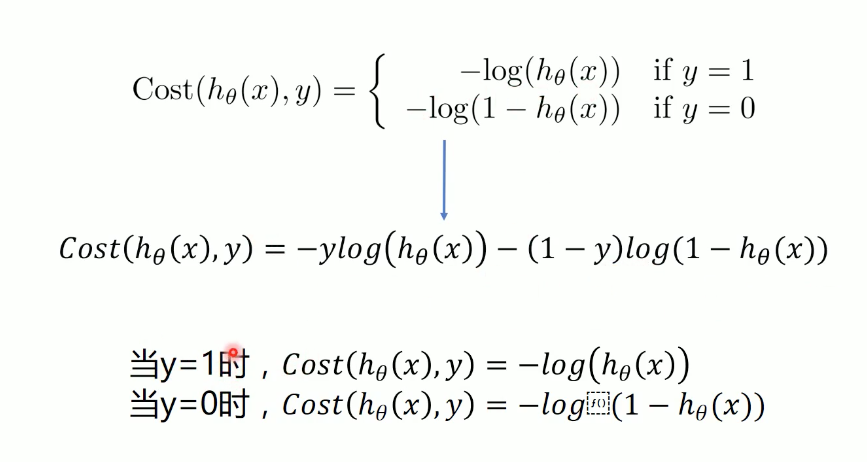 Cost(hθ(x), y) = { −log(hθ(x)) if y = 1
−log(1 − hθ(x)) if y = 0
Cost(hθ(x), y) = −ylog(hθ(x)) − (1 − y)log(1 − hθ(x))
当y=1时，Cost(hθ(x), y) = −log(hθ(x))
当y=0时，Cost(hθ(x), y) = −log(1 − hθ(x))